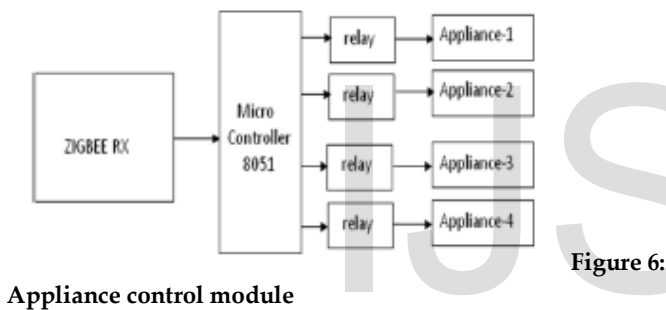 ZIGBEE RX
Micro
Controller
8051
relay
Appliance-1
relay
Appliance-2
relay
Appliance-3
relay
Appliance-4
IJS
Figure 6:
Appliance control module